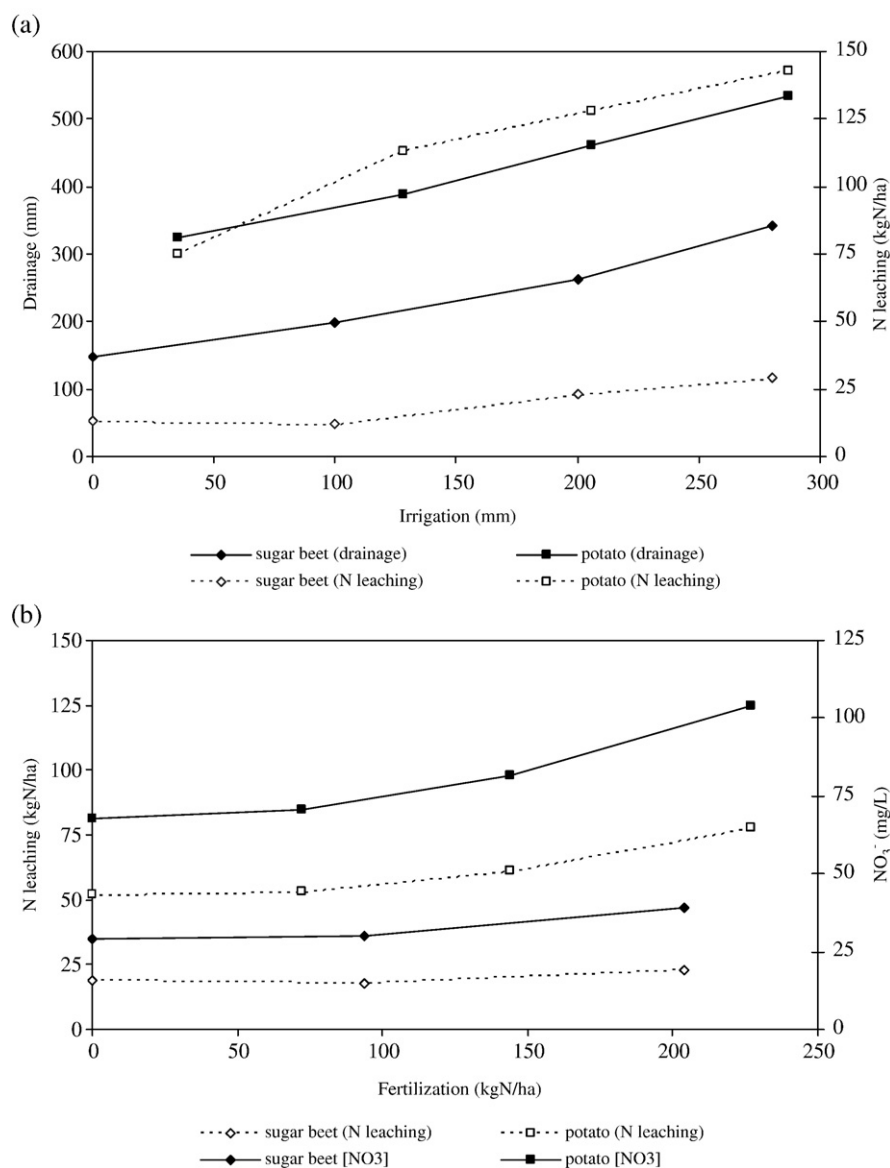 (a)
600
500
400
300
200
100
0
Drainage (mm)
150
125
100
75
50
25
0
N leaching (kgN/ha)
0 50 100 150 200 250 300
Irrigation (mm)
sugar beet (drainage) potato (drainage)
sugar beet (N leaching) potato (N leaching)
(b)
150
125
100
75
50
25
0
N leaching (kgN/ha)
125
100
75
50
25
0
NO₃⁻ (mg/L)
0 50 100 150 200 250
Fertilization (kgN/ha)
sugar beet (N leaching) potato (N leaching)
sugar beet [NO3] potato [NO3]